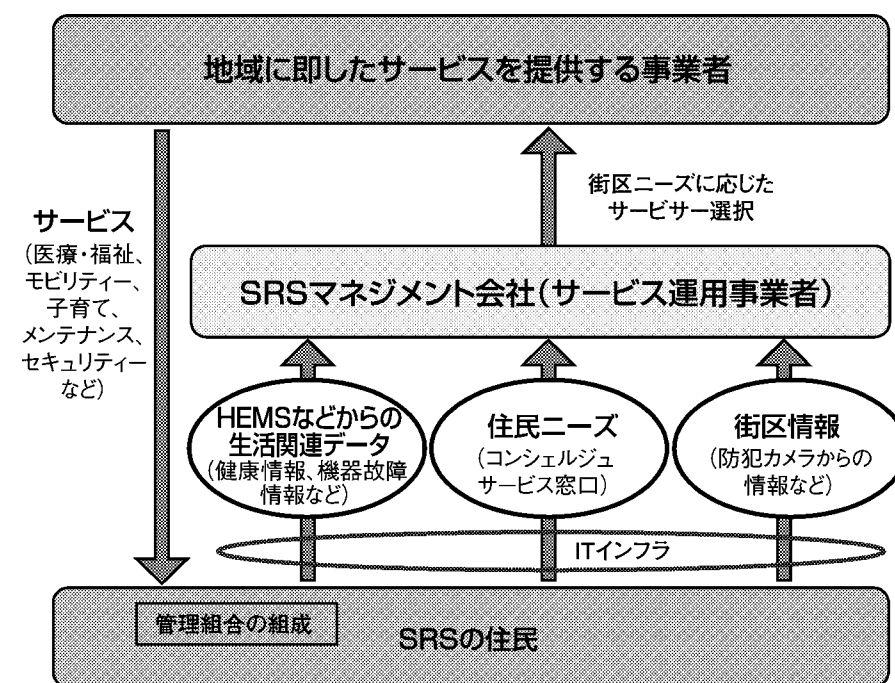 地域に即したサービスを提供する事業者
街区ニーズに応じた
サービサー選択
サービス
(医療・福祉、
モビリティー、
子育て、
メンテナンス、
セキュリティー
など)
SRSマネジメント会社(サービス運用事業者)
HEMSなどからの
生活関連データ
(健康情報、機器故障
情報など)
住民ニーズ
(コンシェルジュ
サービス窓口)
街区情報
(防犯カメラからの
情報など)
ITインフラ
管理組合の組成
SRSの住民